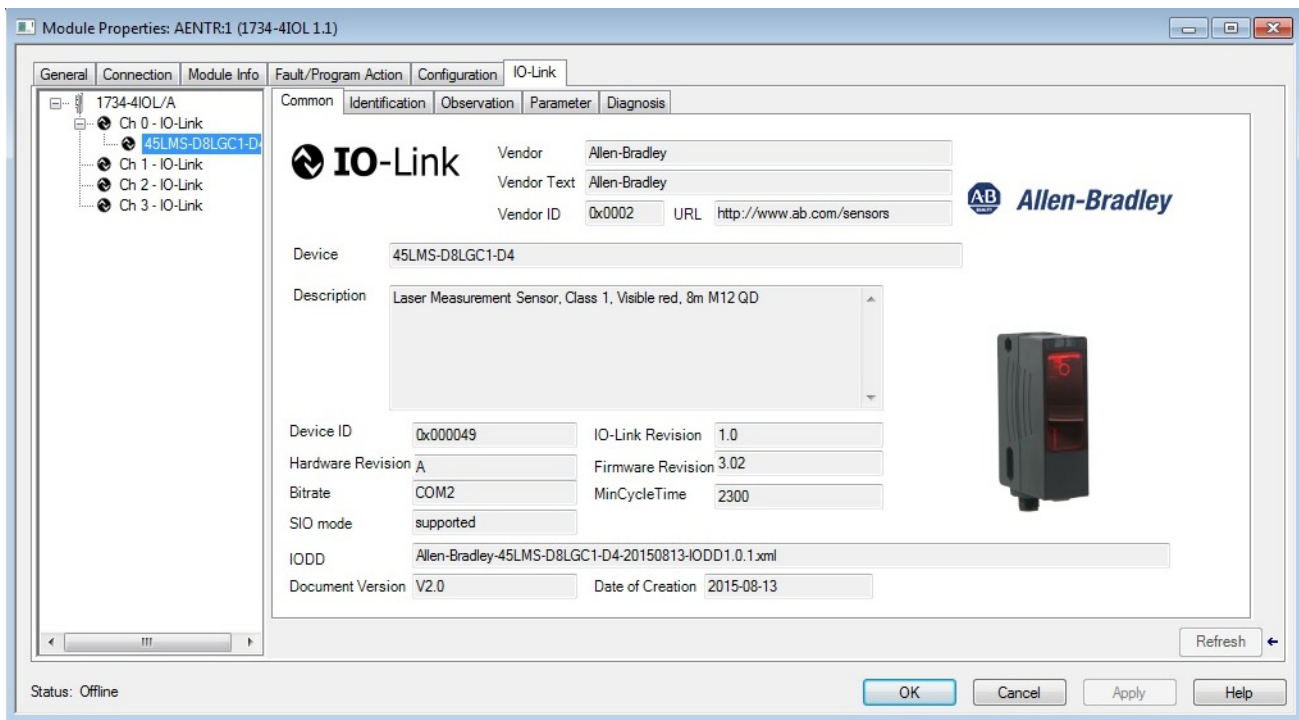 Module Properties: AENTR:1 (1734-4IOL 1.1)
General Connection Module Info Fault/Program Action Configuration IO-Link
1734-4IOL/A
Ch 0 - IO-Link
45LMS-D8LGC1-D4
Ch 1 - IO-Link
Ch 2 - IO-Link
Ch 3 - IO-Link
Common Identification Observation Parameter Diagnosis
IO-Link
Vendor Allen-Bradley
Vendor Text Allen-Bradley
Vendor ID 0x0002 URL http://www.ab.com/sensors
AB QUALITY Allen-Bradley
Device 45LMS-D8LGC1-D4
Description Laser Measurement Sensor, Class 1, Visible red, 8m M12 QD
Device ID 0x000049 IO-Link Revision 1.0
Hardware Revision A Firmware Revision 3.02
Bitrate COM2 MinCycleTime 2300
SIO mode supported
IODD Allen-Bradley-45LMS-D8LGC1-D4-20150813-IODD1.0.1.xml
Document Version V2.0 Date of Creation 2015-08-13
Refresh
Status: Offline OK Cancel Apply Help